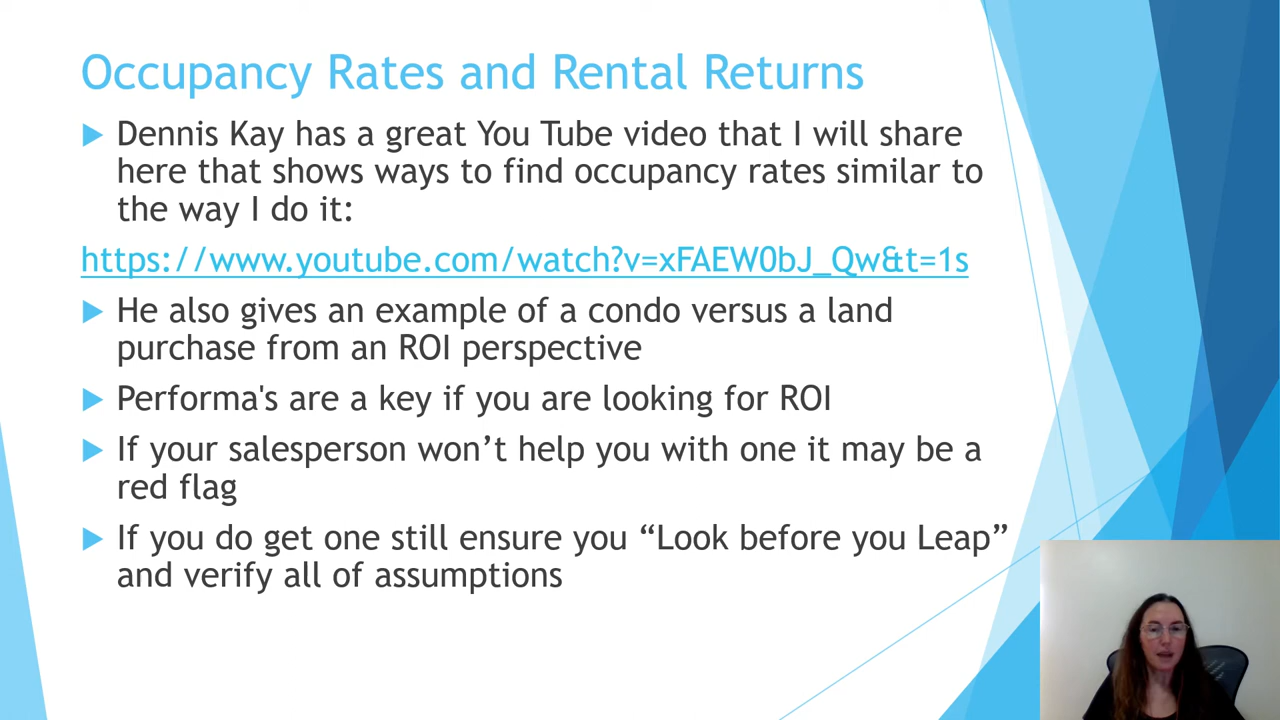 Occupancy Rates and Rental Returns
Dennis Kay has a great You Tube video that I will share
here that shows ways to find occupancy rates similar to
the way I do it:
https://www.youtube.com/watch?v=xFAEW0bJ_Qw&t=1s
He also gives an example of a condo versus a land
purchase from an ROI perspective
Performa's are a key if you are looking for ROI
If your salesperson won’t help you with one it may be a
red flag
If you do get one still ensure you “Look before you Leap”
and verify all of assumptions